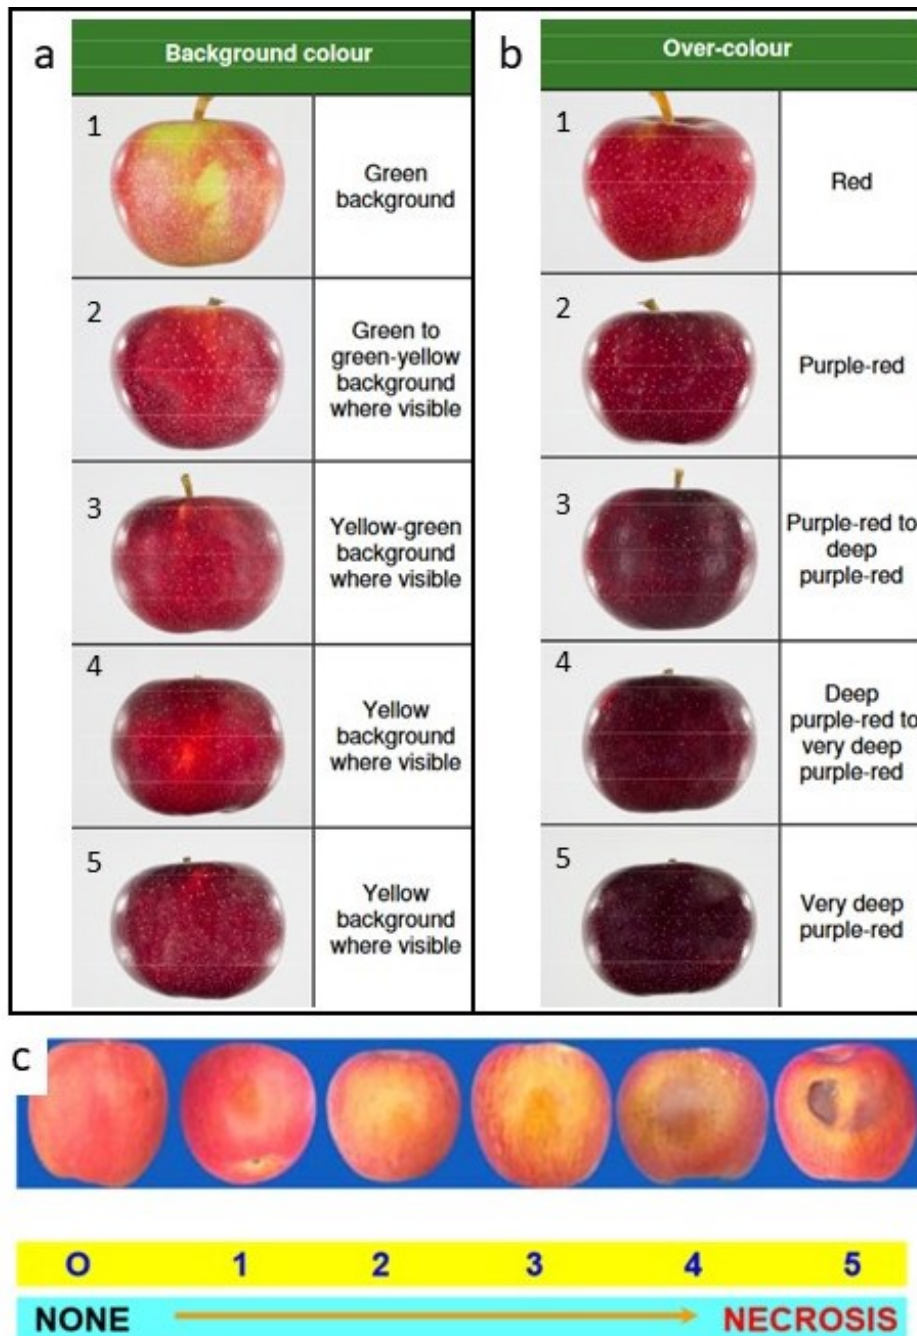 a
Background colour
1
Green
background
2
Green to
green-yellow
background
where visible
3
Yellow-green
background
where visible
4
Yellow
background
where visible
5
Yellow
background
where visible
b
Over-colour
1
Red
2
Purple-red
3
Purple-red to
deep
purple-red
4
Deep
purple-red to
very deep
purple-red
5
Very deep
purple-red
c
O 1 2 3 4 5
NONE NECROSIS